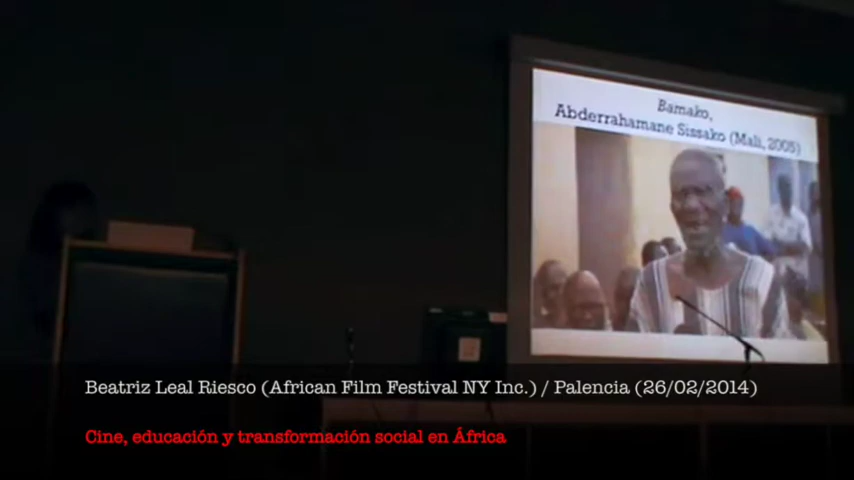 Bamako,
Abderrahamane Sissako (Mali, 2005)
Beatriz Leal Riesco (African Film Festival NY Inc.) / Palencia (26/02/2014)
Cine, educación y transformación social en África